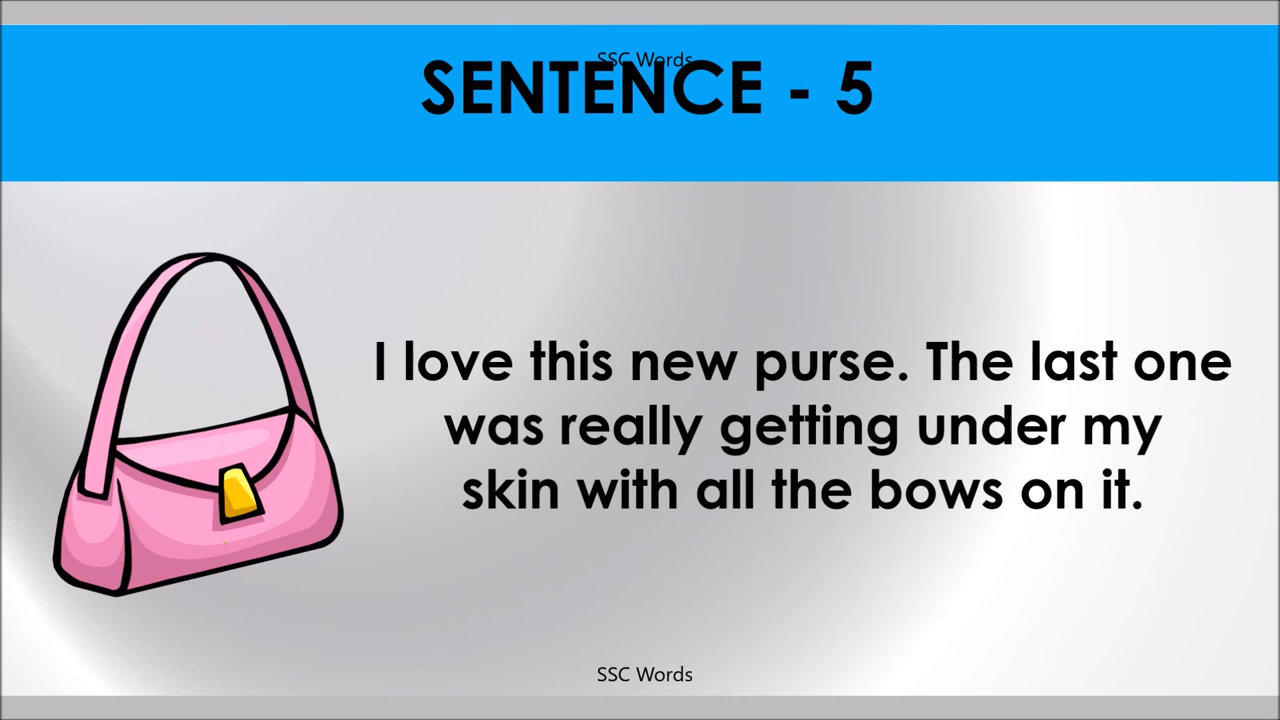 SSC Words
SENTENCE - 5
I love this new purse. The last one
was really getting under my
skin with all the bows on it.
SSC Words